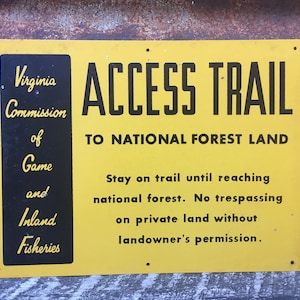 Virginia
Commission
of
Game
and
Inland
Fisheries
ACCESS TRAIL
TO NATIONAL FOREST LAND
Stay on trail until reaching
national forest. No trespassing
on private land without
landowner's permission.